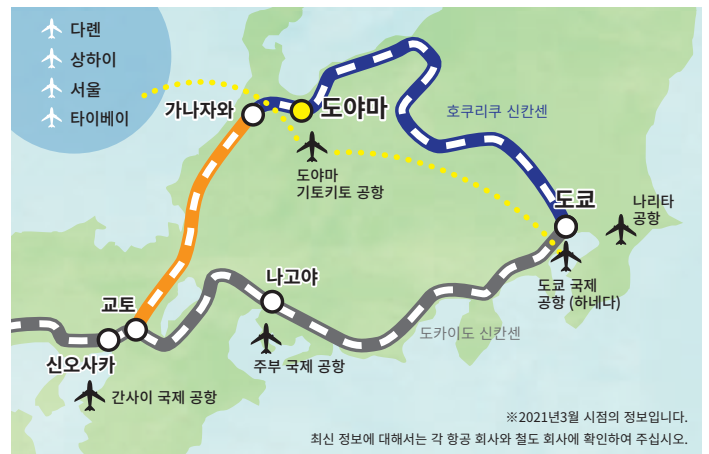 다롄
상하이
서울
타이베이
가나자와
도야마
호쿠리쿠 신칸센
도야마
기토키토 공항
도쿄
나리타
공항
도쿄 국제
공항 (하네다)
나고야
교토
도카이도 신칸센
신오사카
주부 국제 공항
간사이 국제 공항
※2021년3월 시점의 정보입니다.
최신 정보에 대해서는 각 항공 회사와 철도 회사에 확인하여 주십시오.